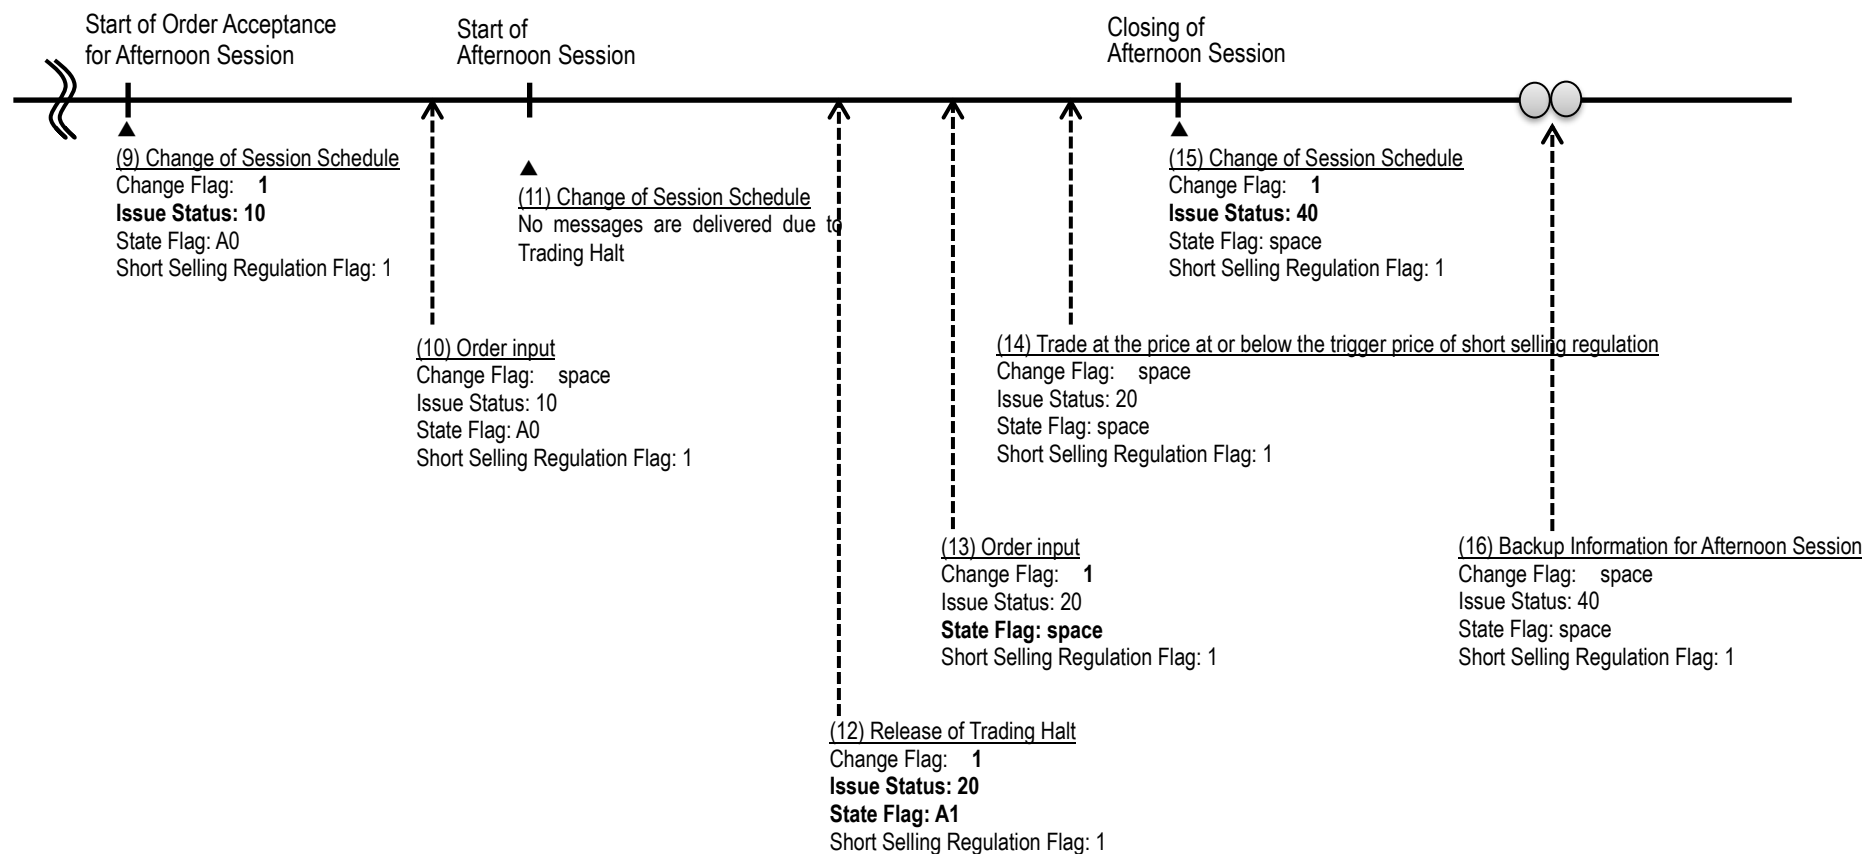 Start of Order Acceptance
for Afternoon Session
Start of
Afternoon Session
Closing of
Afternoon Session
(9) Change of Session Schedule
Change Flag: 1
Issue Status: 10
State Flag: A0
Short Selling Regulation Flag: 1
(11) Change of Session Schedule
No messages are delivered due to
Trading Halt
(15) Change of Session Schedule
Change Flag: 1
Issue Status: 40
State Flag: space
Short Selling Regulation Flag: 1
(10) Order input
Change Flag: space
Issue Status: 10
State Flag: A0
Short Selling Regulation Flag: 1
(14) Trade at the price at or below the trigger price of short selling regulation
Change Flag: space
Issue Status: 20
State Flag: space
Short Selling Regulation Flag: 1
(13) Order input
Change Flag: 1
Issue Status: 20
State Flag: space
Short Selling Regulation Flag: 1
(16) Backup Information for Afternoon Session
Change Flag: space
Issue Status: 40
State Flag: space
Short Selling Regulation Flag: 1
(12) Release of Trading Halt
Change Flag: 1
Issue Status: 20
State Flag: A1
Short Selling Regulation Flag: 1